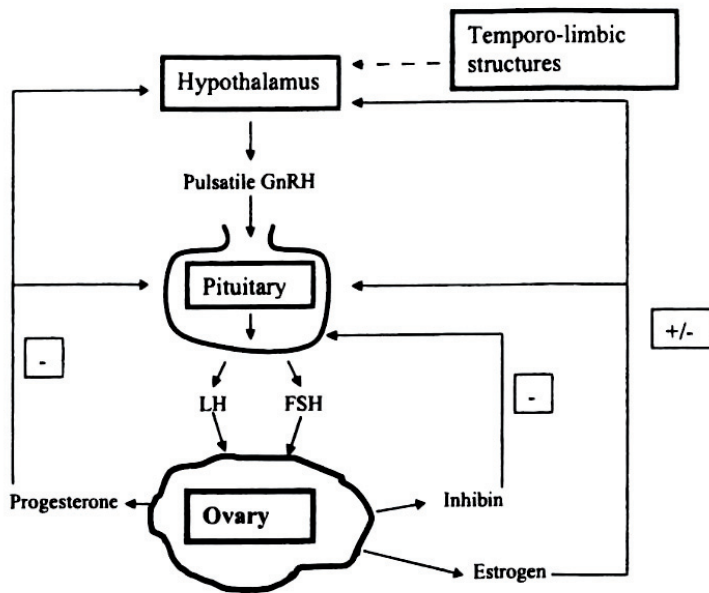 Temporo-limbic
structures
Hypothalamus
Pulsatile GnRH
Pituitary
+/-
-
-
LH FSH
Progesterone
Ovary
Inhibin
Estrogen